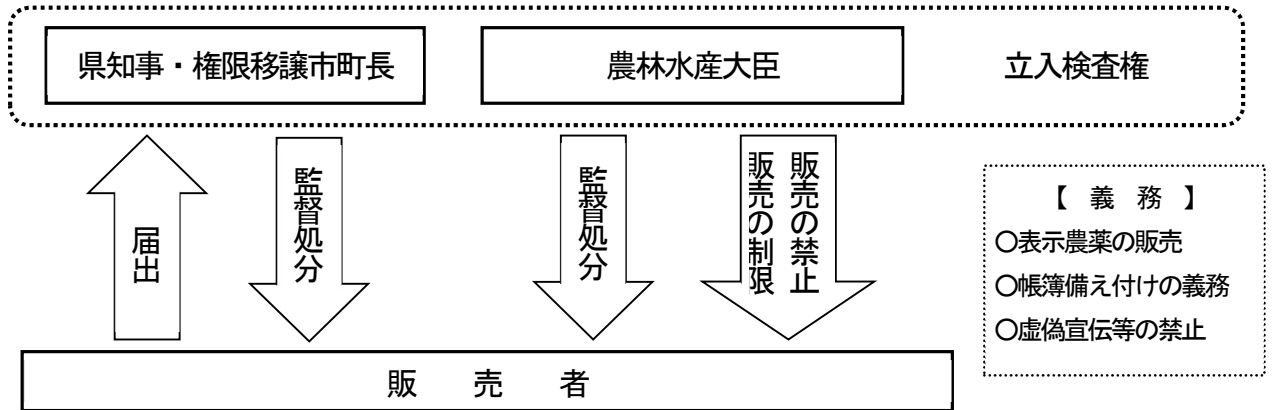 県知事・権限移譲市町長
農林水産大臣
立入検査権
届出
監督処分
監督処分
販売の禁止
販売の制限
【 義 務 】
○表示農薬の販売
○帳簿備え付けの義務
○虚偽宣伝等の禁止
販 売 者